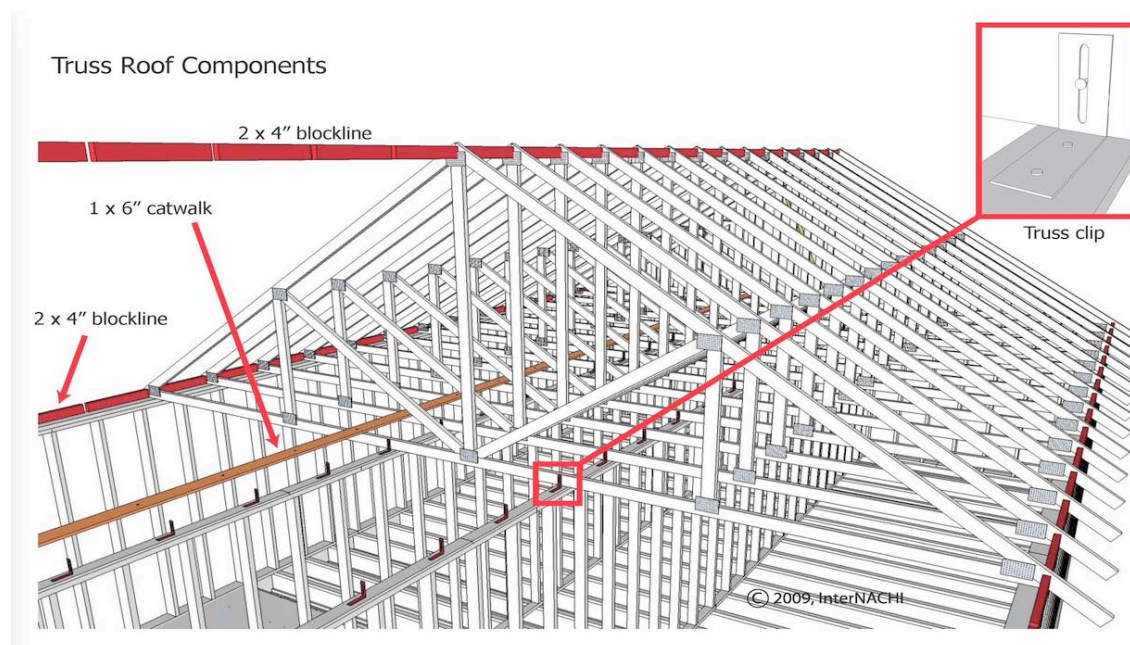 Truss Roof Components
2 x 4" blockline
1 x 6" catwalk
2 x 4" blockline
Truss clip
© 2009, InterNACHI